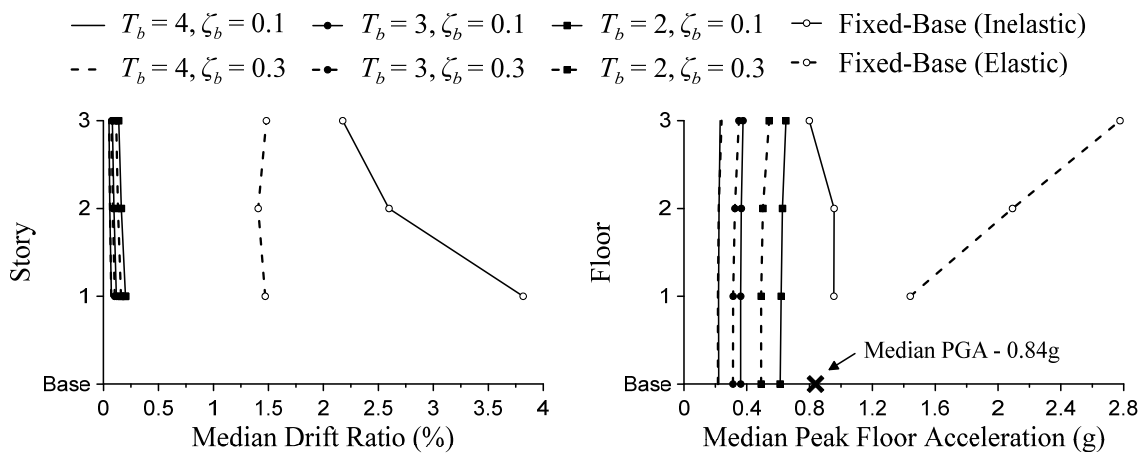 T_b = 4, ζ_b = 0.1 T_b = 3, ζ_b = 0.1 T_b = 2, ζ_b = 0.1 Fixed-Base (Inelastic)
T_b = 4, ζ_b = 0.3 T_b = 3, ζ_b = 0.3 T_b = 2, ζ_b = 0.3 Fixed-Base (Elastic)
Story
3
2
1
Base
0 0.5 1 1.5 2 2.5 3 3.5 4
Median Drift Ratio (%)
Floor
3
2
1
Base
Median PGA - 0.84g
0 0.4 0.8 1.2 1.6 2 2.4 2.8
Median Peak Floor Acceleration (g)